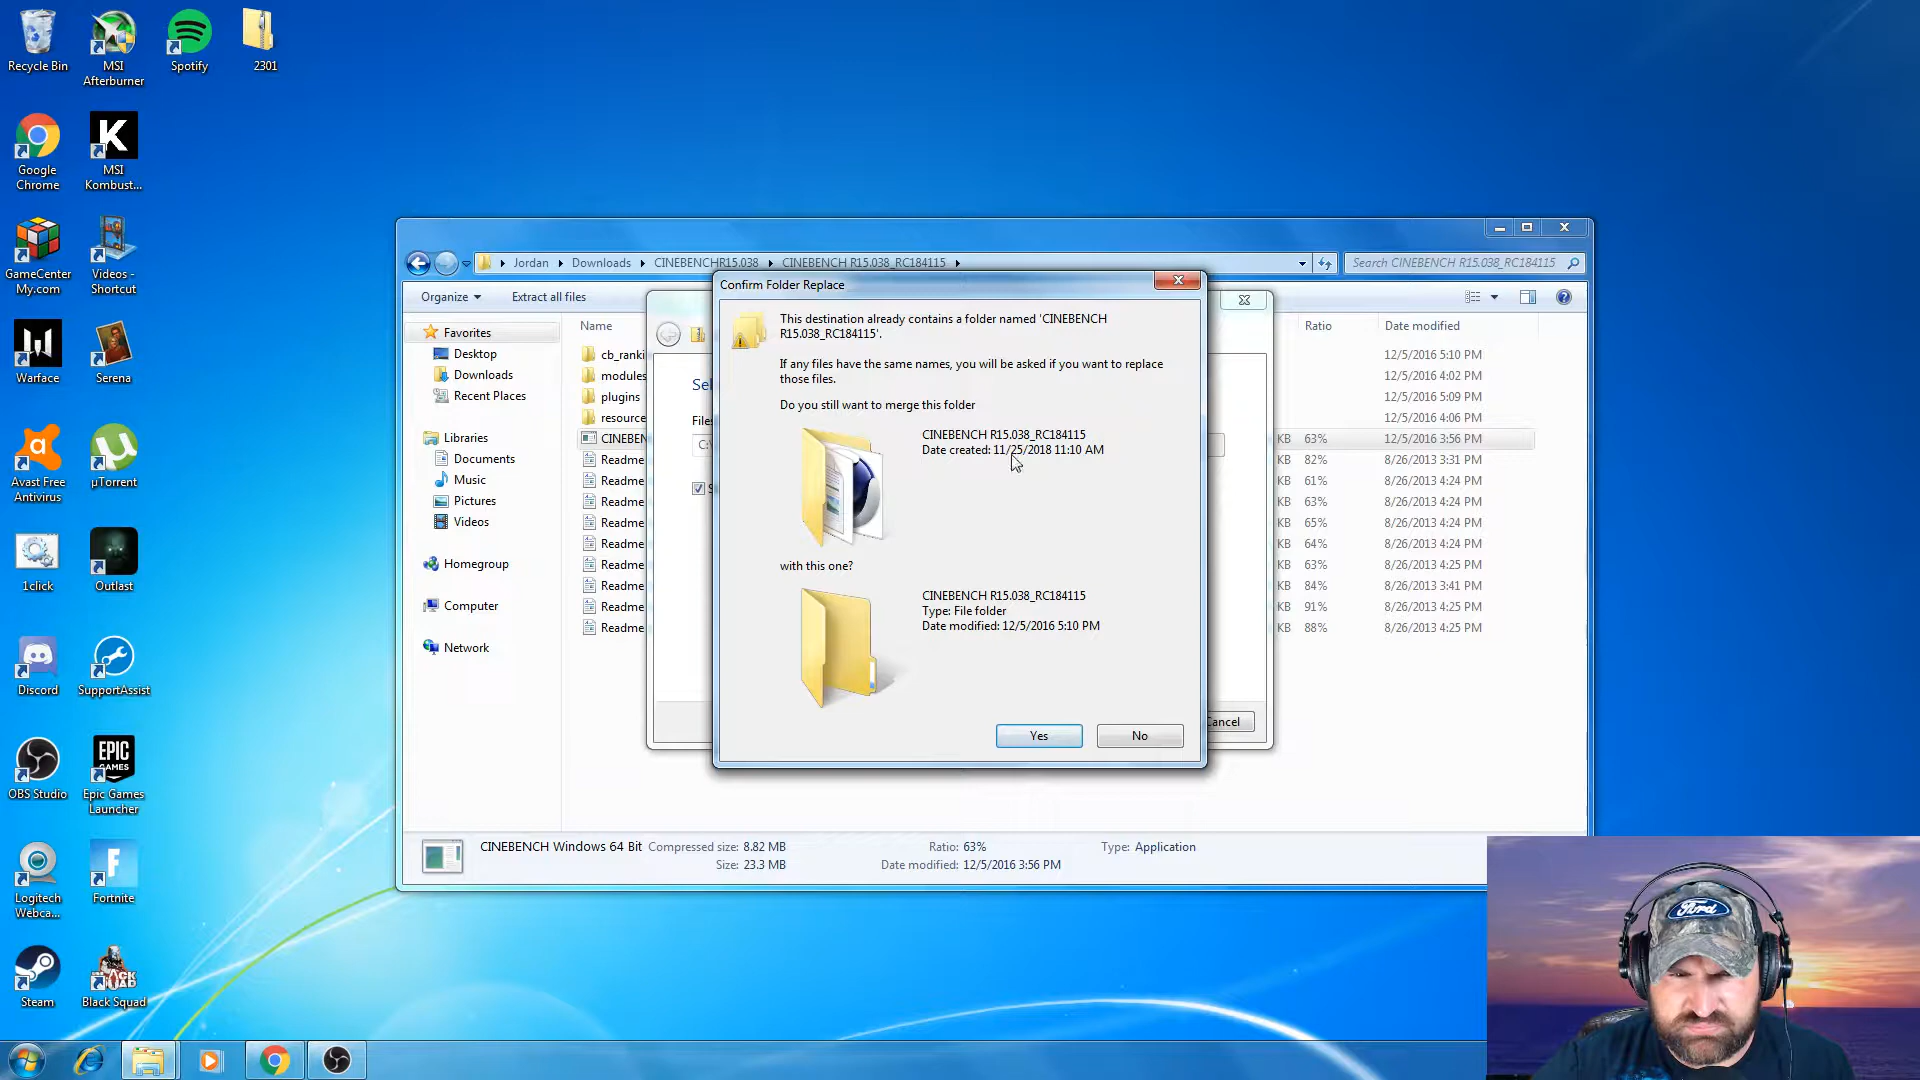 Recycle Bin
MSI
Afterburner
Spotify
2301
Google
Chrome
K
MSI
Kombust...
GameCenter
My.com
Videos -
Shortcut
Warface
Serena
Avast Free
Antivirus
µTorrent
1click
Outlast
Discord
SupportAssist
OBS Studio
EPIC
GAMES
Epic Games
Launcher
Logitech
Webca...
F
Fortnite
Steam
Black Squad
Jordan
Downloads
CINEBENCHR15.038
CINEBENCH R15.038_RC184115
Search CINEBENCH R15.038_RC184115
Organize
Extract all files
Favorites
Desktop
Downloads
Recent Places
Libraries
Documents
Music
Pictures
Videos
Homegroup
Computer
Network
Name
Ratio
Date modified
cb_ranki
12/5/2016 5:10 PM
modules
12/5/2016 4:02 PM
plugins
12/5/2016 5:09 PM
resource
12/5/2016 4:06 PM
CINEBEN
KB 63% 12/5/2016 3:56 PM
Readme
KB 82% 8/26/2013 3:31 PM
Readme
KB 61% 8/26/2013 4:24 PM
Readme
KB 63% 8/26/2013 4:24 PM
Readme
KB 65% 8/26/2013 4:24 PM
Readme
KB 64% 8/26/2013 4:24 PM
Readme
KB 63% 8/26/2013 4:25 PM
Readme
KB 84% 8/26/2013 3:41 PM
Readme
KB 91% 8/26/2013 4:25 PM
Readme
KB 88% 8/26/2013 4:25 PM
Sel
Files
C:\
S
Cancel
Confirm Folder Replace
This destination already contains a folder named 'CINEBENCH
R15.038_RC184115'.
If any files have the same names, you will be asked if you want to replace
those files.
Do you still want to merge this folder
CINEBENCH R15.038_RC184115
Date created: 11/25/2018 11:10 AM
with this one?
CINEBENCH R15.038_RC184115
Type: File folder
Date modified: 12/5/2016 5:10 PM
Yes
No
CINEBENCH Windows 64 Bit
Compressed size: 8.82 MB
Ratio: 63%
Type: Application
Size: 23.3 MB
Date modified: 12/5/2016 3:56 PM
Ford